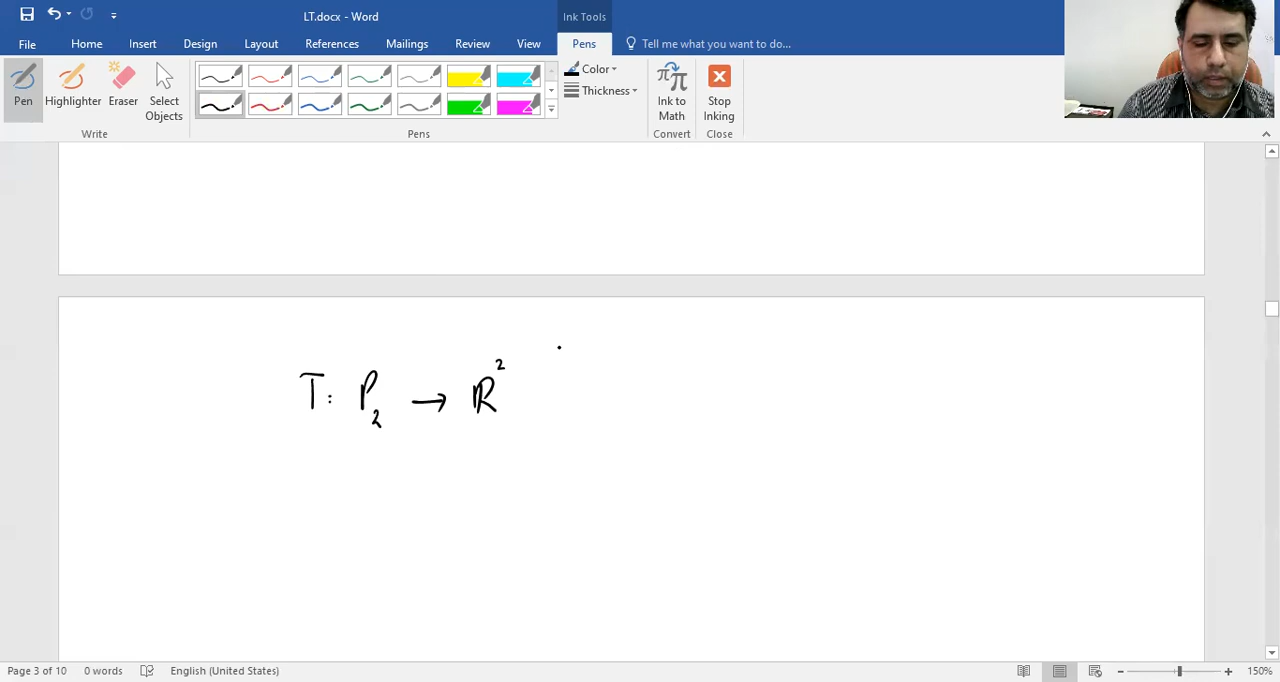 LT.docx - Word
Ink Tools
File Home Insert Design Layout References Mailings Review View Pens Tell me what you want to do...
Pen Highlighter Eraser Select Objects
Color
Thickness
Ink to Math
Stop Inking
Write Pens Convert Close
T: P₂ → ℝ²
Page 3 of 10 0 words English (United States) 150%